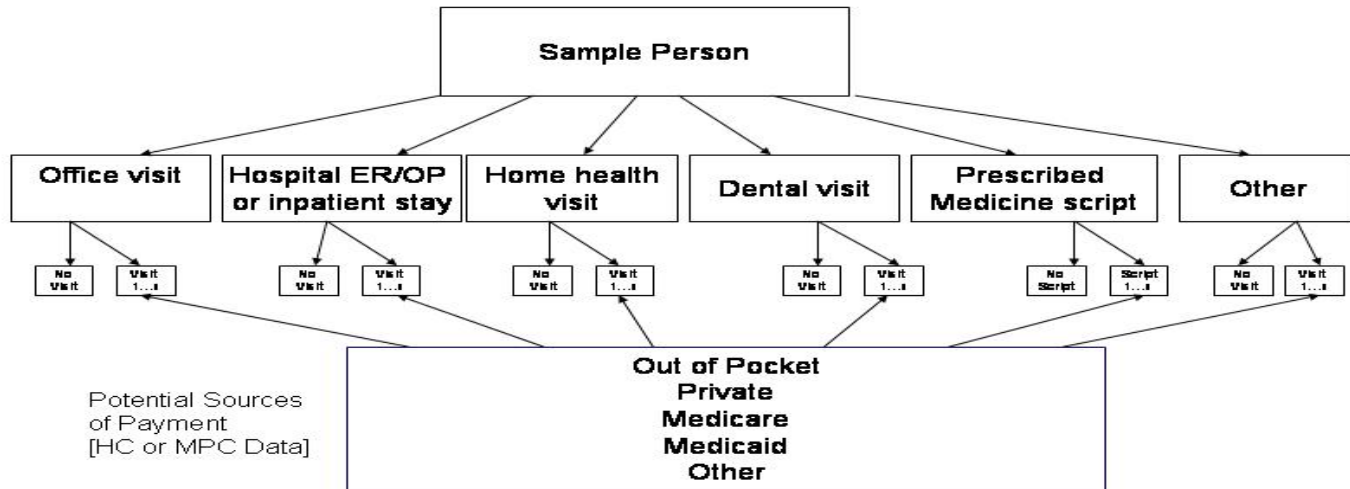 Sample Person
Office visit
Hospital ER/OP
or inpatient stay
Home health
visit
Dental visit
Prescribed
Medicine script
Other
No
Visit
Visit
1...n
No
Visit
Visit
1...n
No
Visit
Visit
1...n
No
Visit
Visit
1...n
No
Script
Script
1...n
No
Visit
Visit
1...n
Potential Sources
of Payment
[HC or MPC Data]
Out of Pocket
Private
Medicare
Medicaid
Other